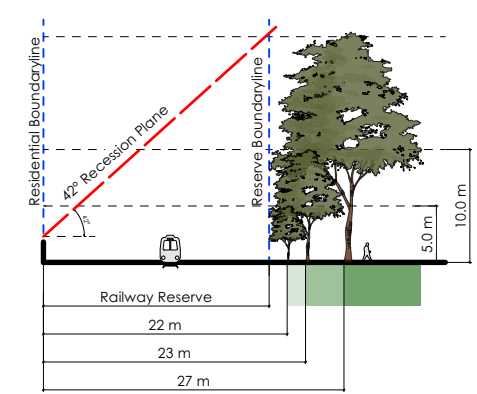 Residential Boundaryline
42° Recession Plane
42°
Reserve Boundaryline
10.0 m
5.0 m
Railway Reserve
22 m
23 m
27 m